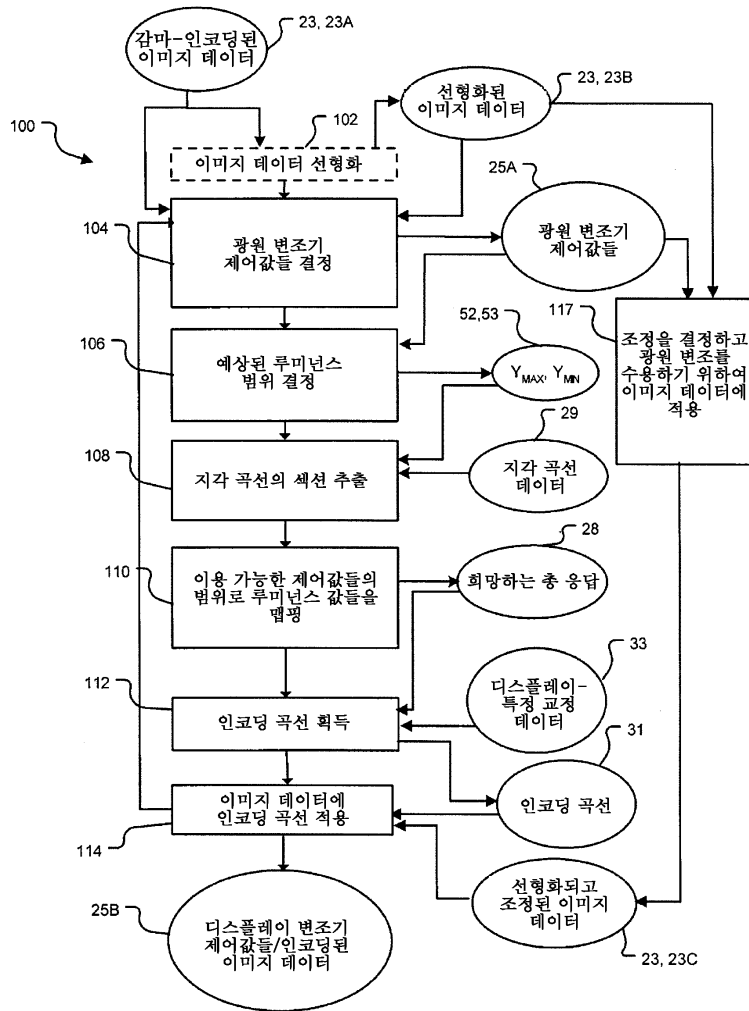 감마-인코딩된
이미지 데이터
23, 23A
선형화된
이미지 데이터
23, 23B
100
102
이미지 데이터 선형화
25A
104
광원 변조기
제어값들 결정
광원 변조기
제어값들
117
조정을 결정하고
광원 변조를
수용하기 위하여
이미지 데이터에
적용
106
예상된 루미넌스
범위 결정
52,53
YMAX, YMIN
29
108
지각 곡선의 섹션 추출
지각 곡선
데이터
28
110
이용 가능한 제어값들의
범위로 루미넌스 값들을
맵핑
희망하는 총 응답
33
112
인코딩 곡선 획득
디스플레이-
특정 교정
데이터
31
이미지 데이터에
인코딩 곡선 적용
인코딩 곡선
114
선형화되고
조정된 이미지
데이터
23, 23C
25B
디스플레이 변조기
제어값들/인코딩된
이미지 데이터